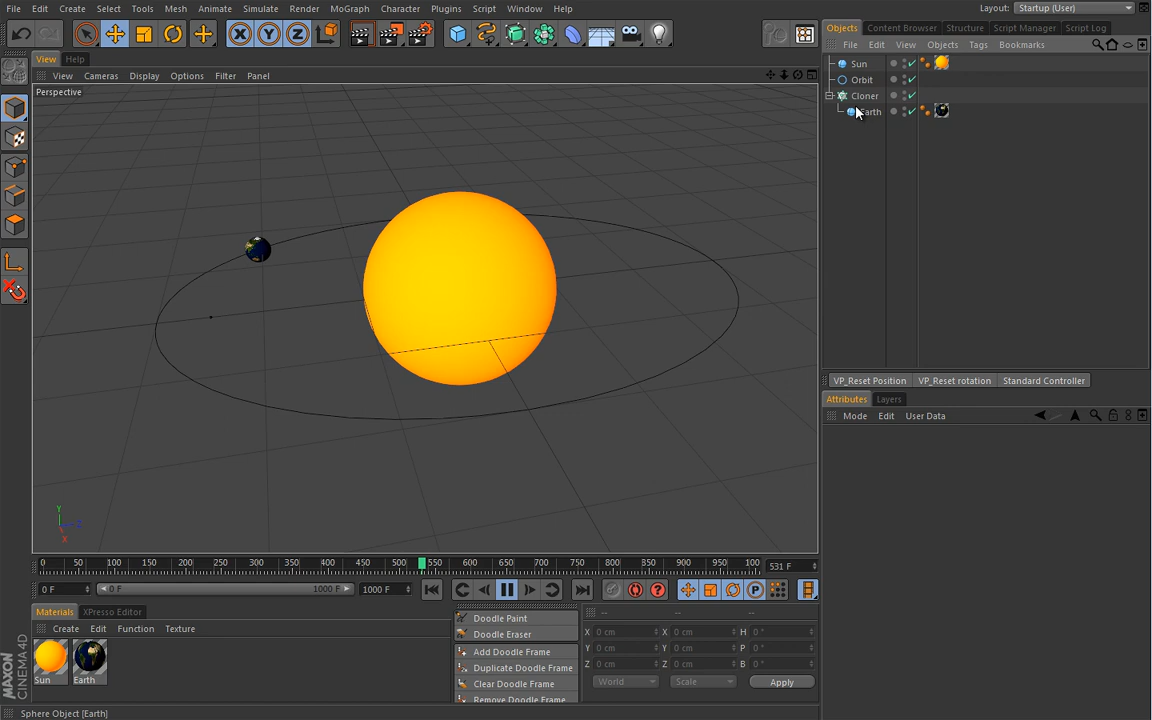 File Edit Create Select Tools Mesh Animate Simulate Render MoGraph Character Plugins Script Window Help Layout: Startup (User)
X Y Z
View Help
View Cameras Display Options Filter Panel
Perspective
Y
Z
X
0 50 100 150 200 250 300 350 400 450 500 550 600 650 700 750 800 850 900 950 100 531 F
0 F 0 F 1000 F 1000 F P
Materials XPresso Editor
Create Edit Function Texture
Sun Earth
MAXON
CINEMA 4D
Doodle Paint
Doodle Eraser
Add Doodle Frame
Duplicate Doodle Frame
Clear Doodle Frame
Remove Doodle Frame
-- -- --
X 0 cm X 0 cm H 0 °
Y 0 cm Y 0 cm P 0 °
Z 0 cm Z 0 cm B 0 °
World Scale Apply
Sphere Object [Earth]
Objects Content Browser Structure Script Manager Script Log
File Edit View Objects Tags Bookmarks
Sun
Orbit
Cloner
Earth
VP_Reset Position VP_Reset rotation Standard Controller
Attributes Layers
Mode Edit User Data